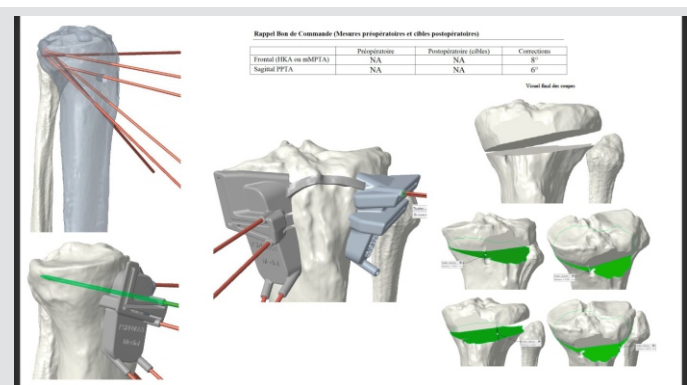 Rappel Bon de Commande (Mesures préopératoires et cibles postopératoires)
Préopératoire Postopératoire (cibles) Corrections
Frontal (HKA ou mMPTA) NA NA 8°
Sagittal PPTA NA NA 6°
Visuel final des coupes